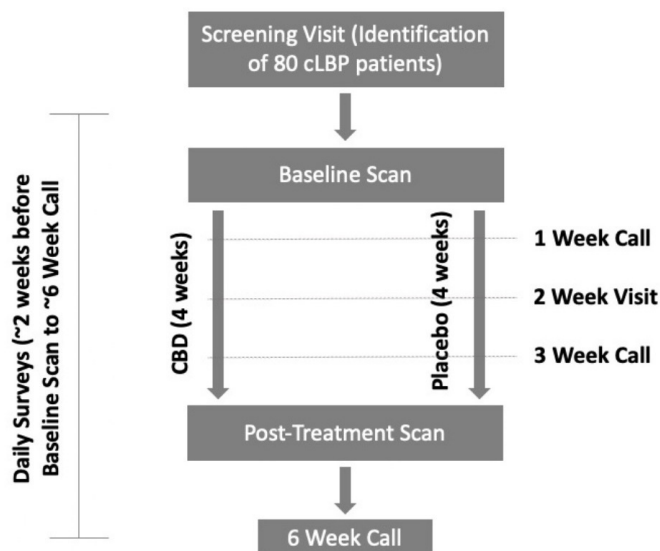 Screening Visit (Identification
of 80 cLBP patients)
Daily Surveys (~2 weeks before
Baseline Scan to ~6 Week Call
Baseline Scan
CBD (4 weeks)
Placebo (4 weeks)
1 Week Call
2 Week Visit
3 Week Call
Post-Treatment Scan
6 Week Call